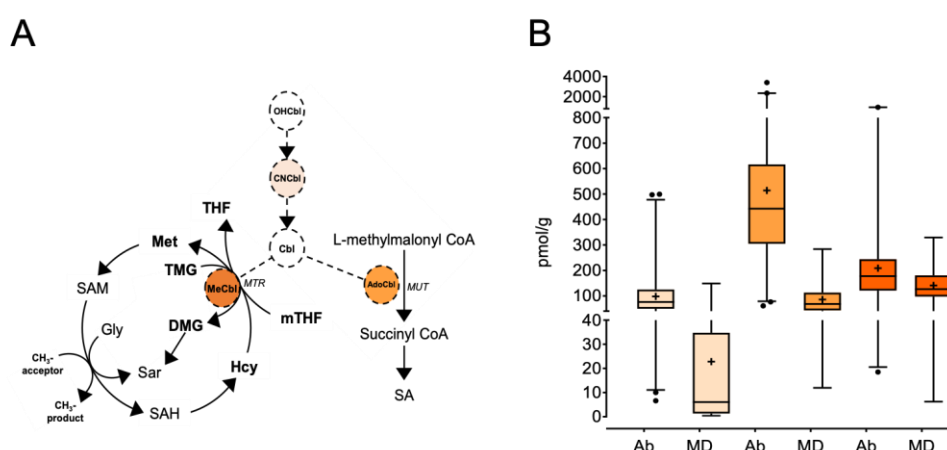 A
OHCbl
CNCbl
Cbl
THF
Met
TMG
MeCbl
MTR
AdoCbl
L-methylmalonyl CoA
MUT
SAM
Gly
DMG
mTHF
Succinyl CoA
CH3-
acceptor
Sar
Hcy
CH3-
product
SAH
SA
B
pmol/g
4000
2000
800
700
600
500
400
300
200
100
40
30
20
10
0
Ab MD Ab MD Ab MD